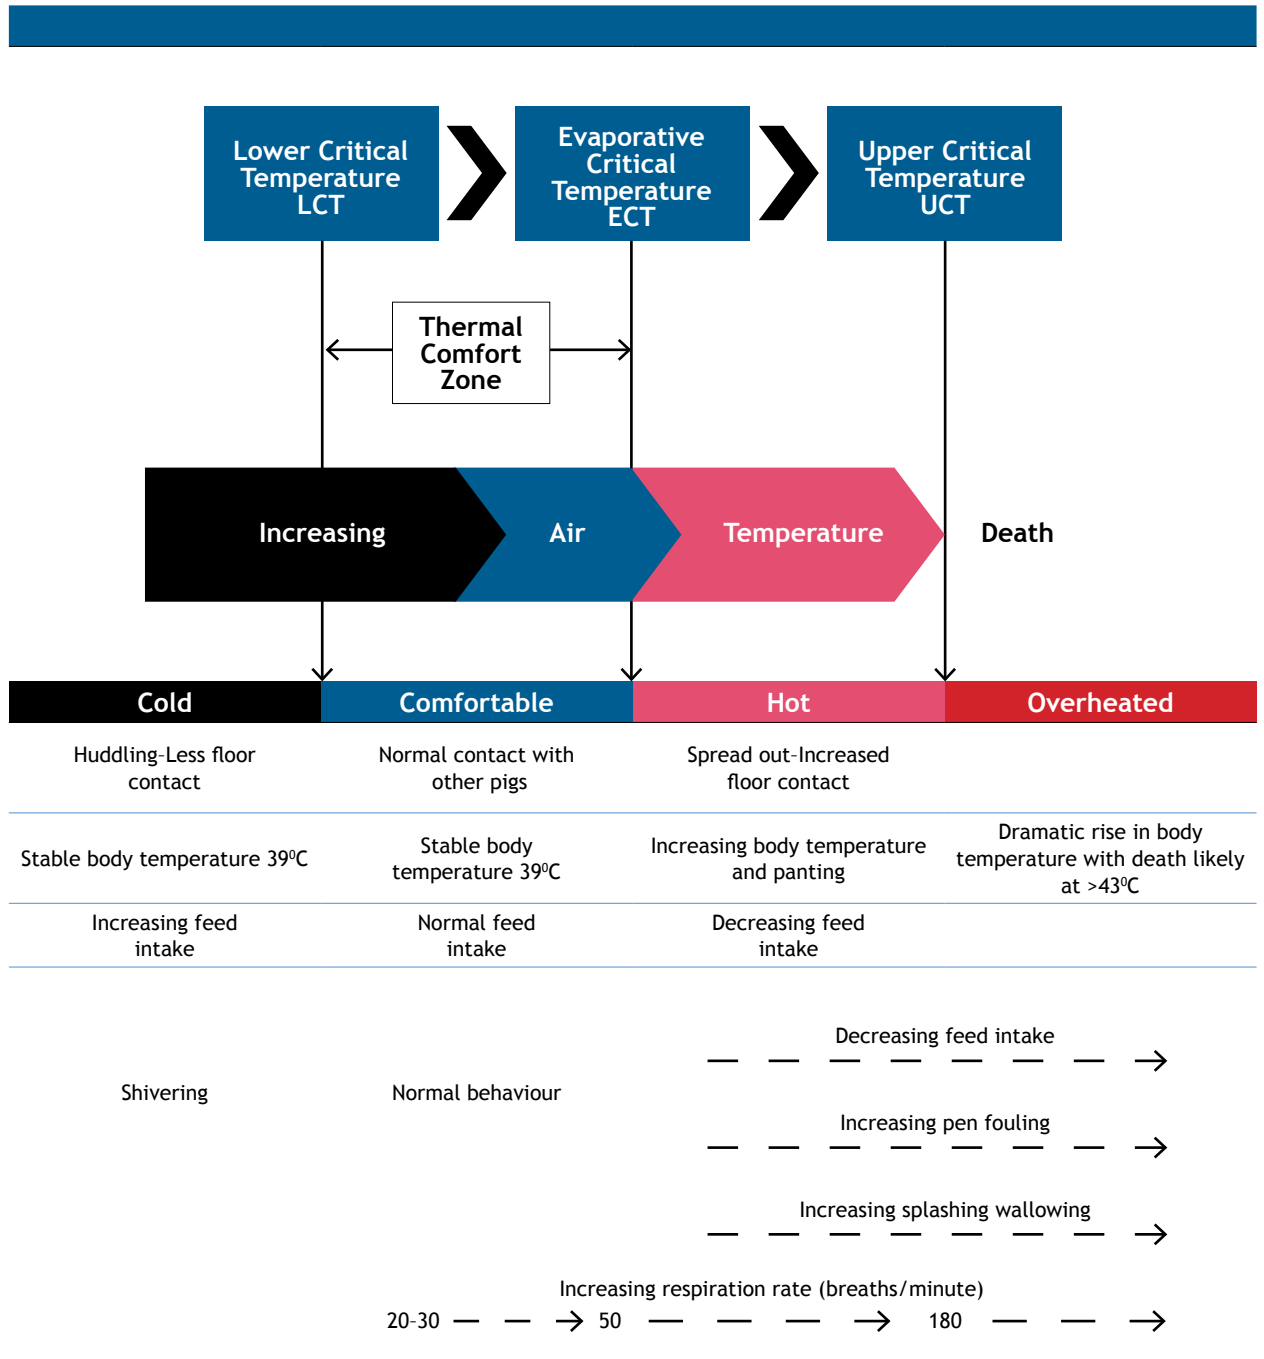 Lower Critical
Temperature
LCT
Evaporative
Critical
Temperature
ECT
Upper Critical
Temperature
UCT
Thermal
Comfort
Zone
Increasing
Air
Temperature
Death
Cold
Comfortable
Hot
Overheated
Huddling–Less floor
contact
Normal contact with
other pigs
Spread out–Increased
floor contact
Stable body temperature 39⁰C
Stable body
temperature 39⁰C
Increasing body temperature
and panting
Dramatic rise in body
temperature with death likely
at >43⁰C
Increasing feed
intake
Normal feed
intake
Decreasing feed
intake
Decreasing feed intake
Shivering
Normal behaviour
Increasing pen fouling
Increasing splashing wallowing
Increasing respiration rate (breaths/minute)
20–30
50
180